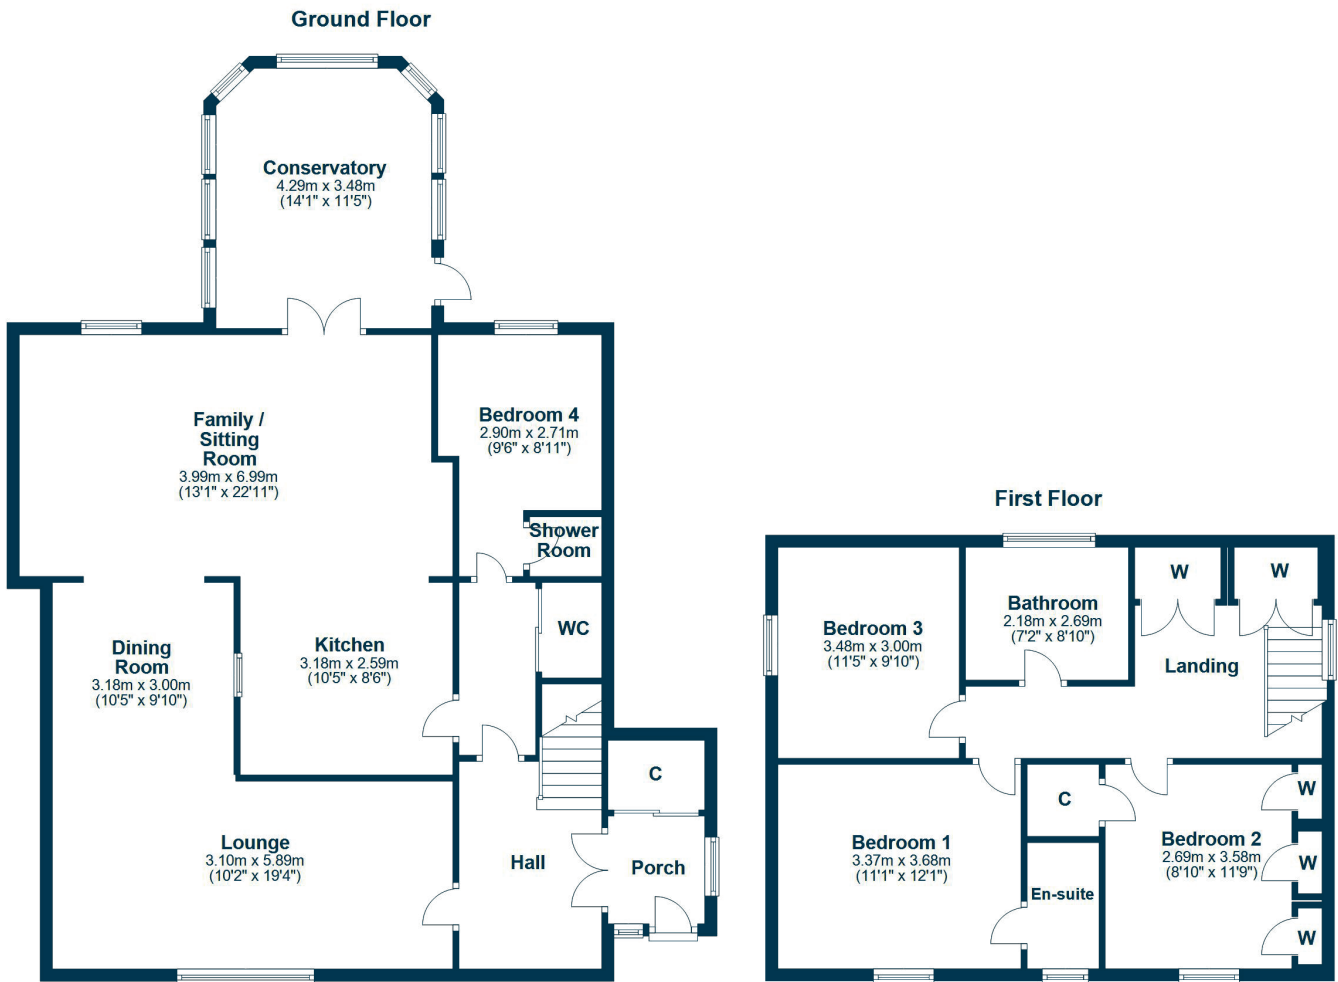 Ground Floor
Conservatory
4.29m x 3.48m
(14'1" x 11'5")
Family /
Sitting
Room
3.99m x 6.99m
(13'1" x 22'11")
Bedroom 4
2.90m x 2.71m
(9'6" x 8'11")
Shower
Room
WC
Dining
Room
3.18m x 3.00m
(10'5" x 9'10")
Kitchen
3.18m x 2.59m
(10'5" x 8'6")
C
Lounge
3.10m x 5.89m
(10'2" x 19'4")
Hall
Porch
First Floor
W
W
Bathroom
2.18m x 2.69m
(7'2" x 8'10")
Bedroom 3
3.48m x 3.00m
(11'5" x 9'10")
Landing
C
W
Bedroom 1
3.37m x 3.68m
(11'1" x 12'1")
Bedroom 2
2.69m x 3.58m
(8'10" x 11'9")
W
En-suite
W